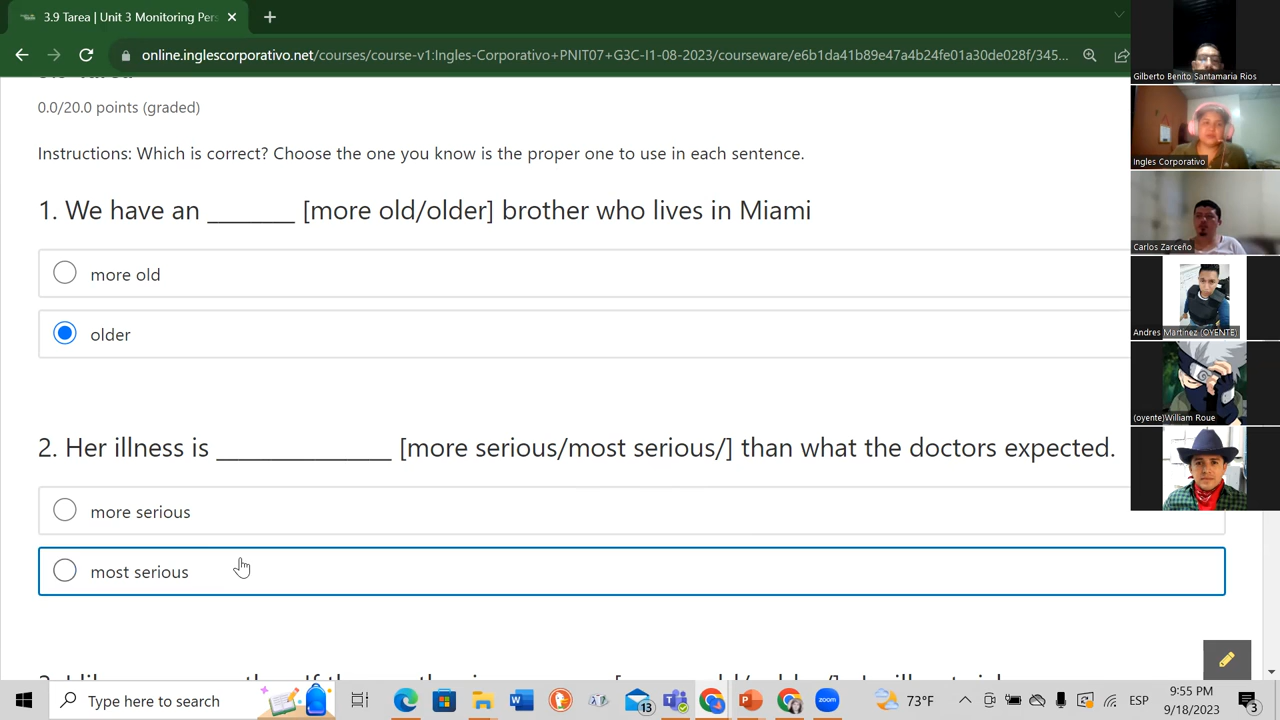 3.9 Tarea | Unit 3 Monitoring Per
online.inglescorporativo.net/courses/course-v1:Ingles-Corporativo+PNIT07+G3C-I1-08-2023/courseware/e6b1da41b89e47a4b24fe01a30de028f/345...
0.0/20.0 points (graded)
Instructions: Which is correct? Choose the one you know is the proper one to use in each sentence.
1. We have an ________ [more old/older] brother who lives in Miami
more old
older
2. Her illness is ______________ [more serious/most serious/] than what the doctors expected.
more serious
most serious
Gilberto Benito Santamaria Rios
Ingles Corporativo
Carlos Zarceño
Andres Martinez (OYENTE)
(oyente)William Roue
Type here to search
13
73°F
ESP
9:55 PM
9/18/2023
3